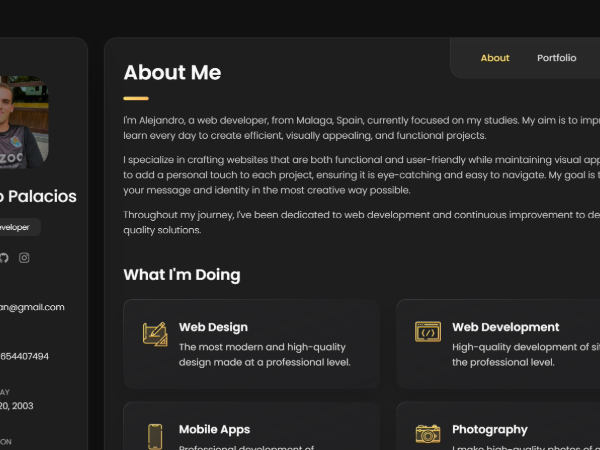 About
Portfolio
About Me
I'm Alejandro, a web developer, from Malaga, Spain, currently focused on my studies. My aim is to
learn every day to create efficient, visually appealing, and functional projects.
I specialize in crafting websites that are both functional and user-friendly while maintaining visual
to add a personal touch to each project, ensuring it is eye-catching and easy to navigate. My goal is
your message and identity in the most creative way possible.
Throughout my journey, I've been dedicated to web development and continuous improvement to
quality solutions.
What I'm Doing
Web Design
The most modern and high-quality
design made at a professional level.
Web Development
High-quality development of
the professional level.
Mobile Apps
Professional development of
Photography
I make high-quality photos of
Palacios
eveloper
an@gmail.com
654407494
AY
20, 2003
ON